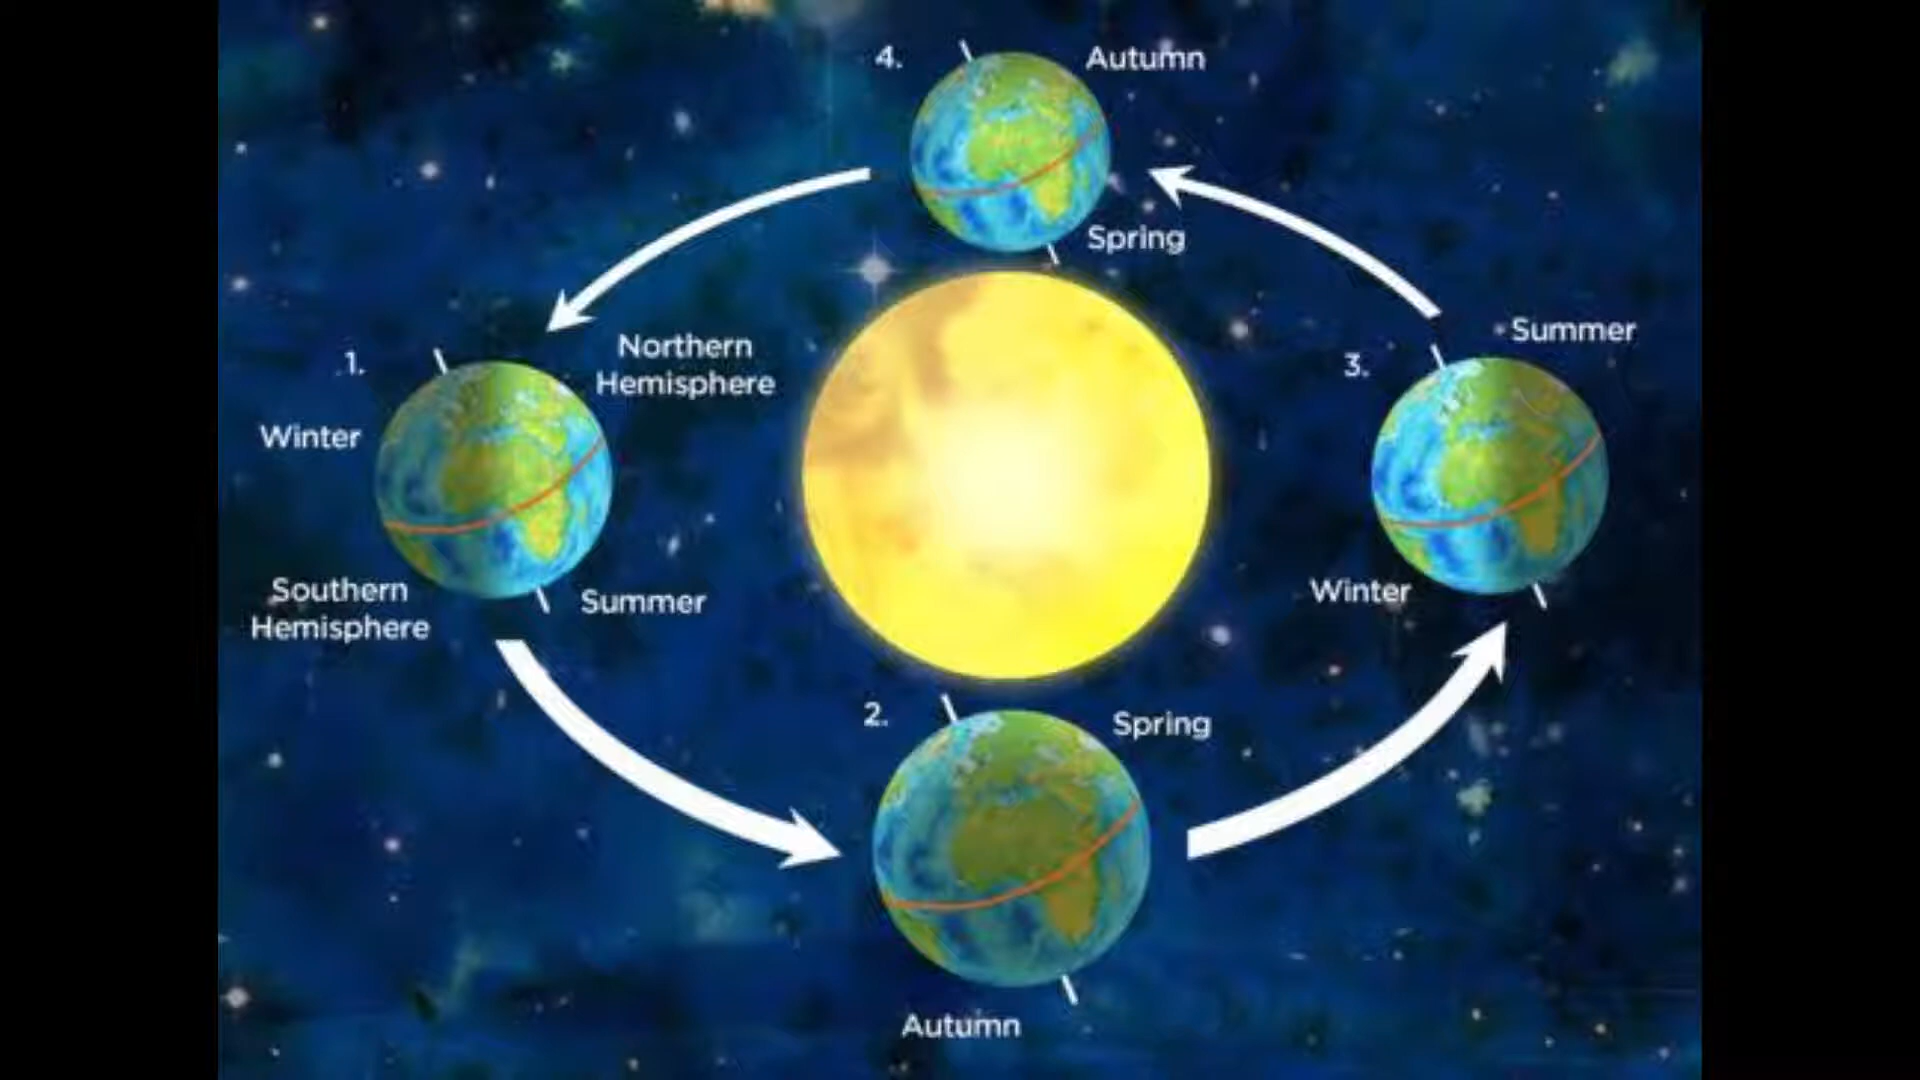 4.
Autumn
Spring
Northern
Hemisphere
1.
Winter
Southern
Hemisphere
Summer
Summer
3.
Winter
2.
Spring
Autumn